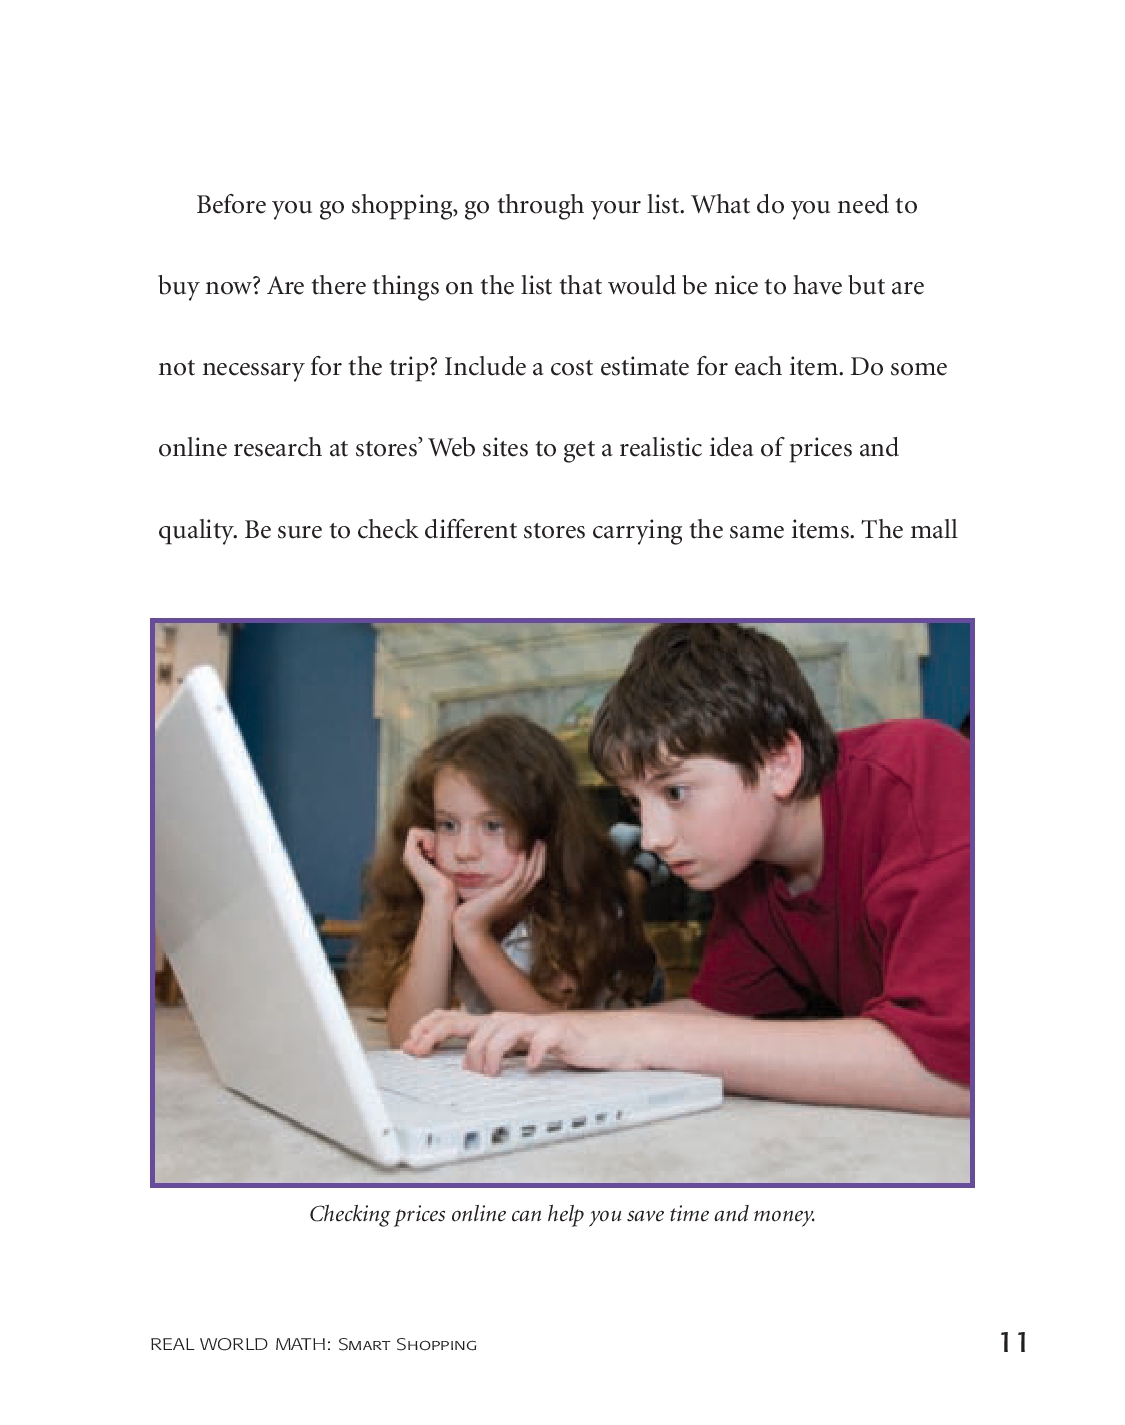 Before you go shopping, go through your list. What do you need to
buy now? Are there things on the list that would be nice to have but are
not necessary for the trip? Include a cost estimate for each item. Do some
online research at stores’ Web sites to get a realistic idea of prices and
quality. Be sure to check different stores carrying the same items. The mall
Checking prices online can help you save time and money.
REAL WORLD MATH: Smart Shopping
11